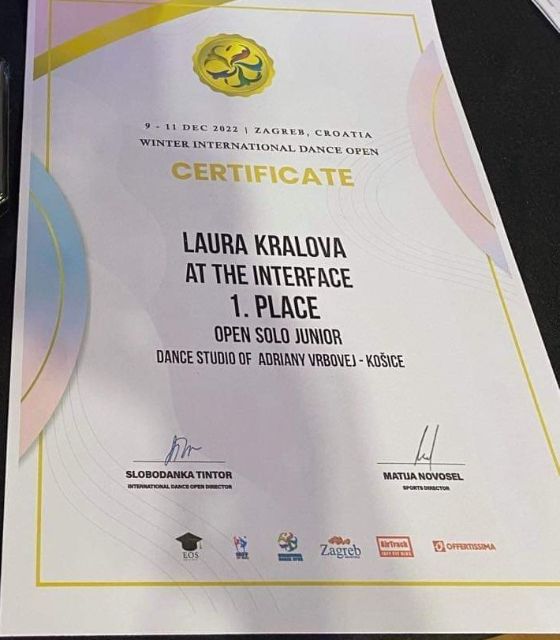 9 - 11 DEC 2022 | ZAGREB, CROATIA
WINTER INTERNATIONAL DANCE OPEN
CERTIFICATE
LAURA KRALOVA
AT THE INTERFACE
1. PLACE
OPEN SOLO JUNIOR
DANCE STUDIO OF ADRIANY VRBOVEJ - KOŠICE
SLOBODANKA TINTOR
INTERNATIONAL DANCE OPEN DIRECTOR
MATIJA NOVOSEL
SPORTS DIRECTOR
EOS
Zagreb
AirTrack
OFFERTISSIMA